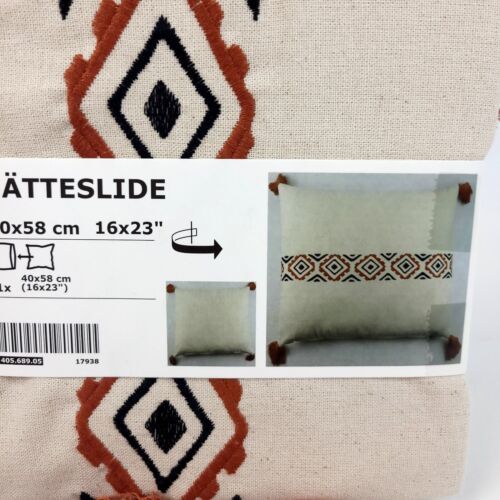 ÄTTESLIDE
0x58 cm 16x23"
40x58 cm
1x (16x23")
405.689.05 17938